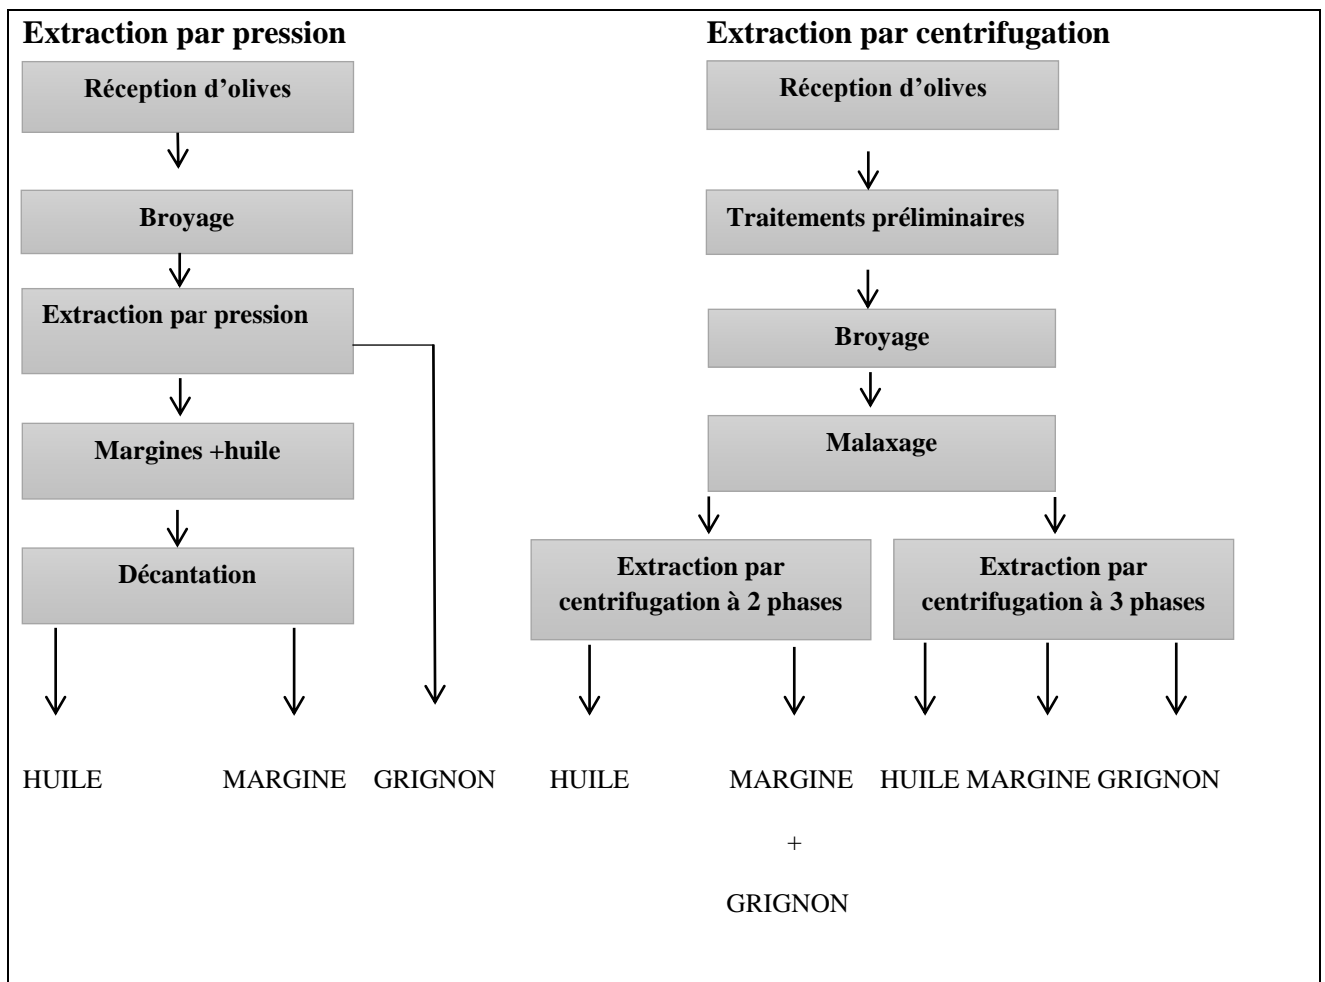 Extraction par pression
Réception d’olives
Broyage
Extraction par pression
Margines +huile
Décantation
HUILE
MARGINE
GRIGNON
Extraction par centrifugation
Réception d’olives
Traitements préliminaires
Broyage
Malaxage
Extraction par
centrifugation à 2 phases
HUILE
MARGINE
+
GRIGNON
Extraction par
centrifugation à 3 phases
HUILE MARGINE GRIGNON